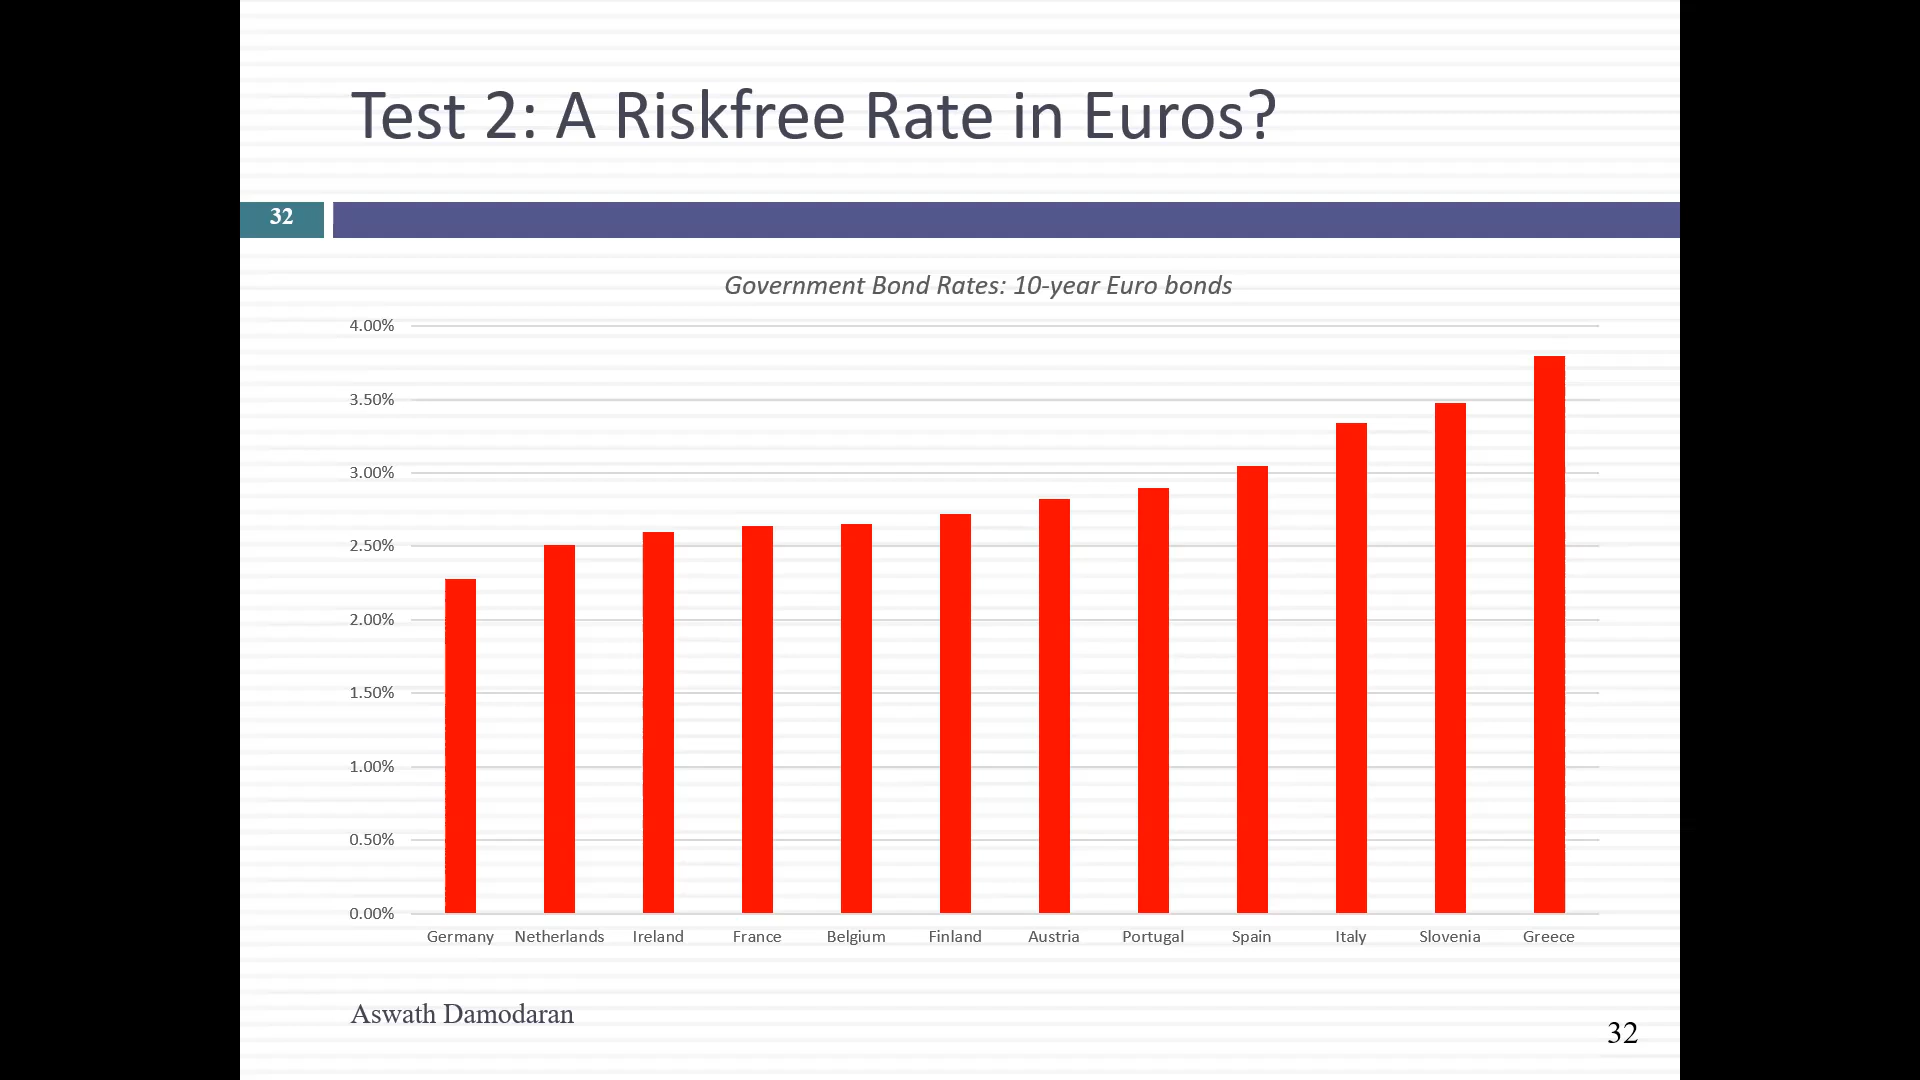 Test 2: A Riskfree Rate in Euros?
32
Government Bond Rates: 10-year Euro bonds
4.00%
3.50%
3.00%
2.50%
2.00%
1.50%
1.00%
0.50%
0.00%
Germany Netherlands Ireland France Belgium Finland Austria Portugal Spain Italy Slovenia Greece
Aswath Damodaran
32